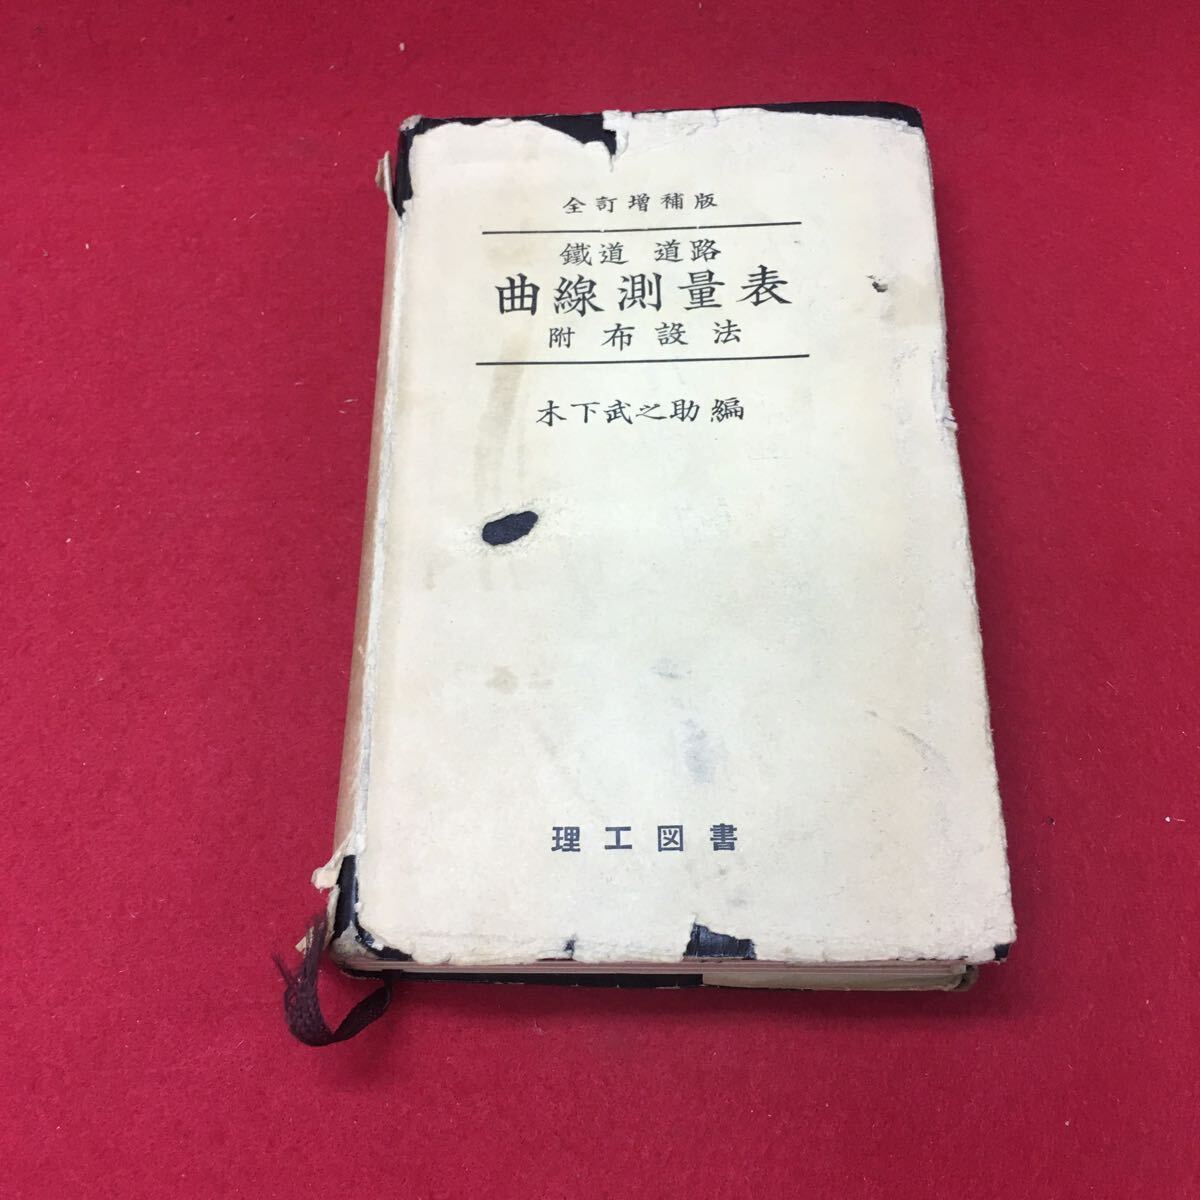 全訂増補版
鐵道 道路
曲線測量表
附 布設法
木下武之助編
理工図書